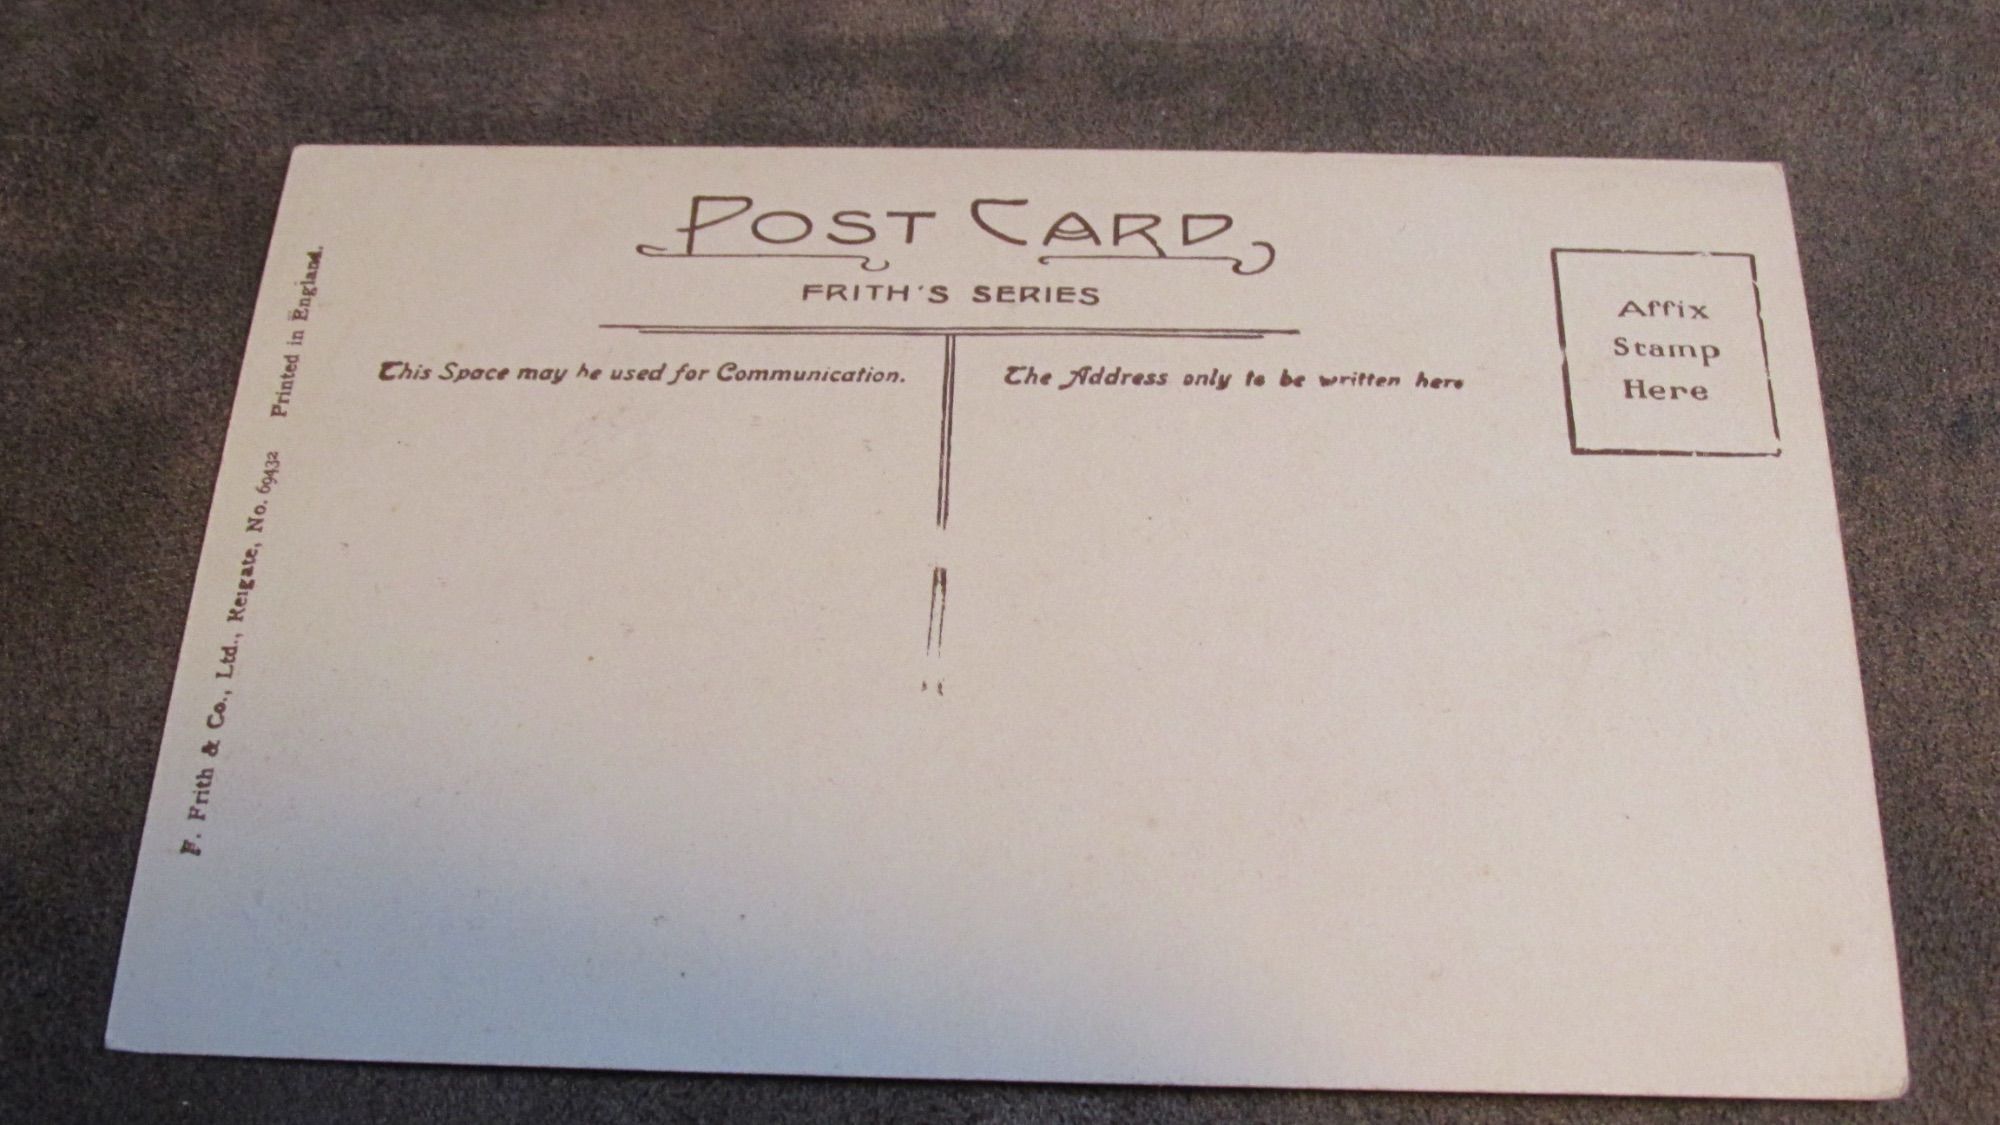 POST CARD
FRITH'S SERIES
This Space may be used for Communication.
The Address only to be written here
Affix
Stamp
Here
F. Frith & Co., Ltd., Reigate, No. 69432 Printed in England.